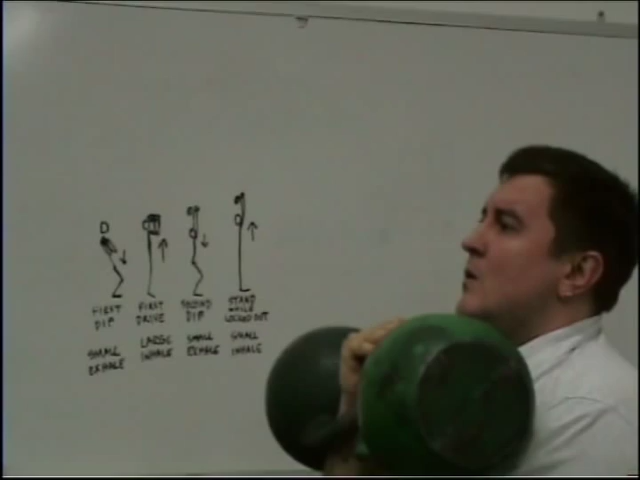 FIRST DIP
SMALL EXHALE
FIRST DRIVE
LARGE INHALE
SECOND DIP
SMALL EXHALE
STAND WHILE LOCKED OUT
SMALL INHALE